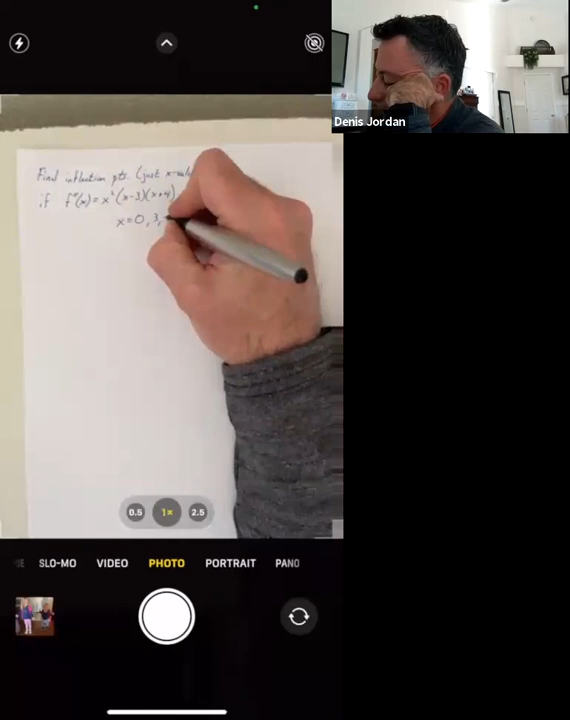 Denis Jordan
Find inflection pts. (just x-valu
if f"(x) = x²(x-3)(x+4)
x=0, 3,
0.5 1× 2.5
SLO-MO VIDEO PHOTO PORTRAIT PANO